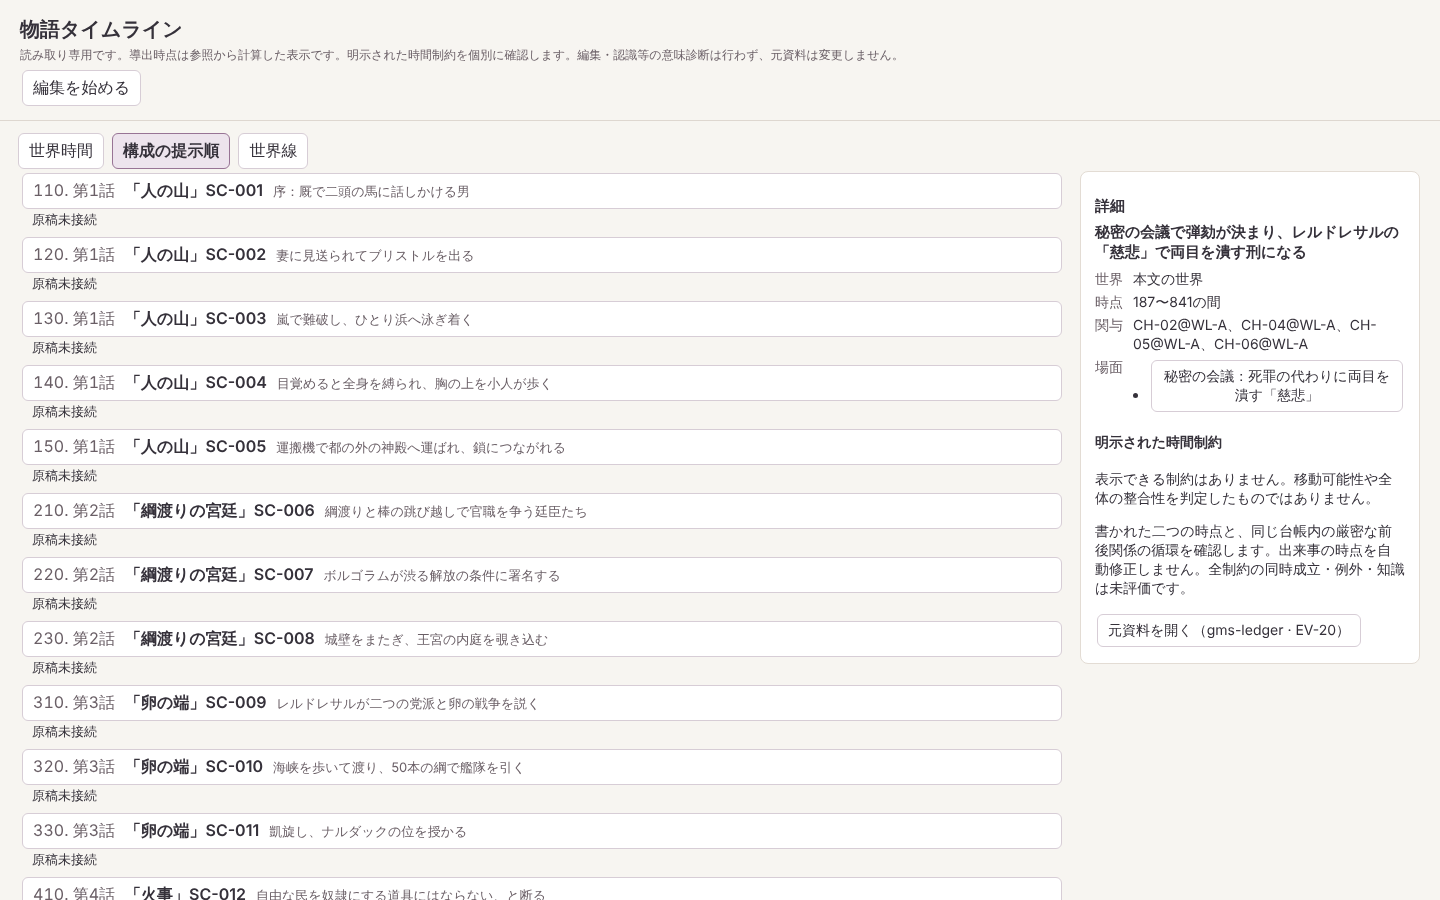 物語タイムライン
読み取り専用です。導出時点は参照から計算した表示です。明示された時間制約を個別に確認します。編集・認識等の意味診断は行わず、元資料は変更しません。
編集を始める
世界時間 構成の提示順 世界線
110. 第1話 「人の山」SC-001 序：厩で二頭の馬に話しかける男
原稿未接続
120. 第1話 「人の山」SC-002 妻に見送られてブリストルを出る
原稿未接続
130. 第1話 「人の山」SC-003 嵐で難破し、ひとり浜へ泳ぎ着く
原稿未接続
140. 第1話 「人の山」SC-004 目覚めると全身を縛られ、胸の上を小人が歩く
原稿未接続
150. 第1話 「人の山」SC-005 運搬機で都の外の神殿へ運ばれ、鎖につながれる
原稿未接続
210. 第2話 「綱渡りの宮廷」SC-006 綱渡りと棒の跳び越しで官職を争う廷臣たち
原稿未接続
220. 第2話 「綱渡りの宮廷」SC-007 ボルゴラムが渋る解放の条件に署名する
原稿未接続
230. 第2話 「綱渡りの宮廷」SC-008 城壁をまたぎ、王宮の内庭を覗き込む
原稿未接続
310. 第3話 「卵の端」SC-009 レルドレサルが二つの党派と卵の戦争を説く
原稿未接続
320. 第3話 「卵の端」SC-010 海峡を歩いて渡り、50本の綱で艦隊を引く
原稿未接続
330. 第3話 「卵の端」SC-011 凱旋し、ナルダックの位を授かる
原稿未接続
410. 第4話 「火事」SC-012 自由な民を奴隷にする道具にはならない、と断る
詳細
秘密の会議で弾劾が決まり、レルドレサルの
「慈悲」で両目を潰す刑になる
世界 本文の世界
時点 187〜841の間
関与 CH-02@WL-A、CH-04@WL-A、CH-
05@WL-A、CH-06@WL-A
場面 秘密の会議：死罪の代わりに両目を
潰す「慈悲」
明示された時間制約
表示できる制約はありません。移動可能性や全
体の整合性を判定したものではありません。
書かれた二つの時点と、同じ台帳内の厳密な前
後関係の循環を確認します。出来事の時点を自
動修正しません。全制約の同時成立・例外・知識
は未評価です。
元資料を開く（gms-ledger · EV-20）